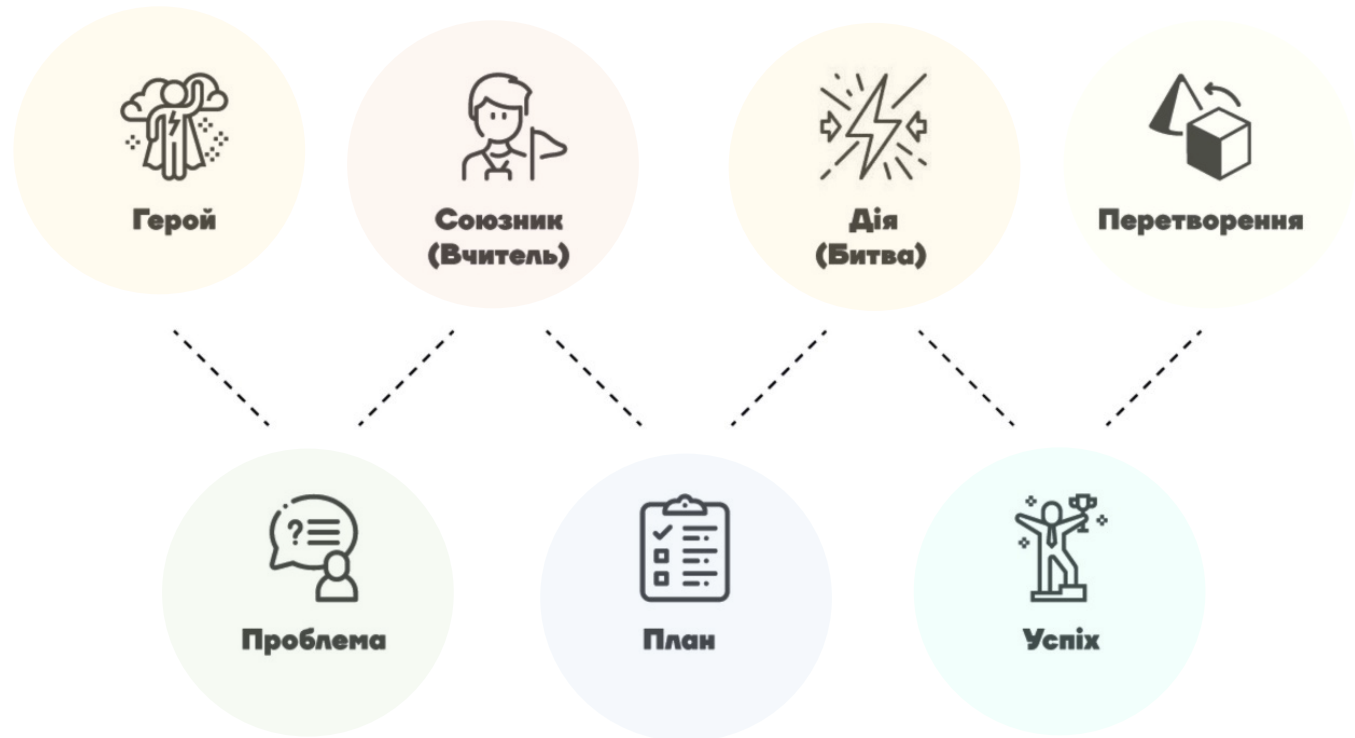 Герой
Союзник
(Вчитель)
Дія
(Битва)
Перетворення
?
Проблема
План
Успіх